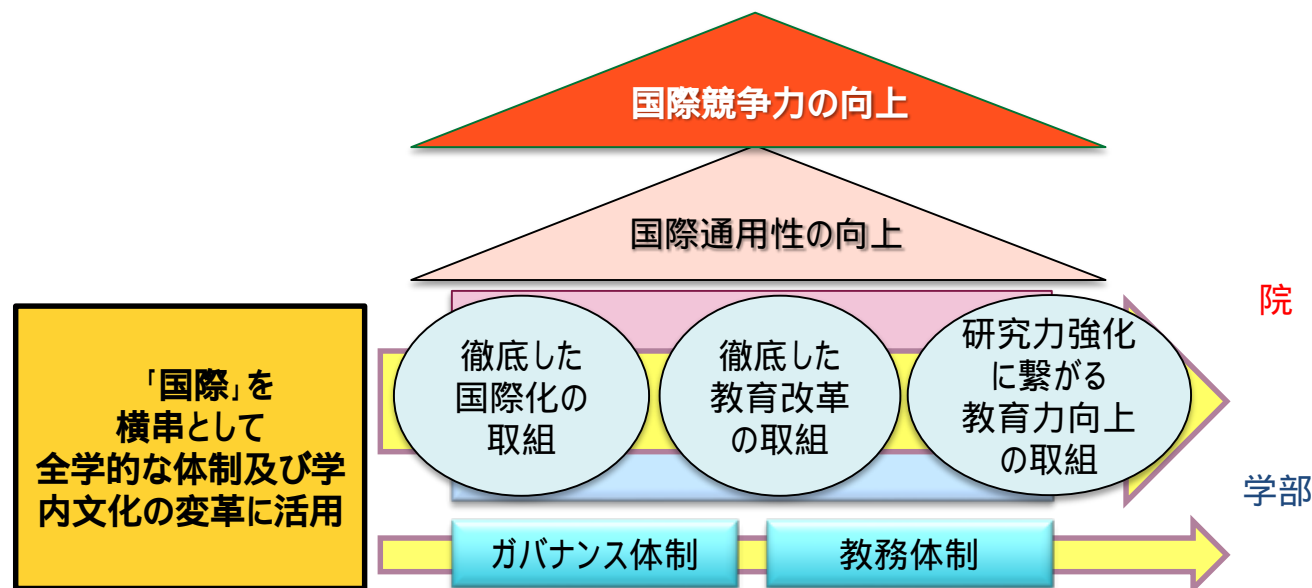 国際競争力の向上
国際通用性の向上
「国際」を
横串として
全学的な体制及び学
内文化の変革に活用
徹底した
国際化の
取組
徹底した
教育改革
の取組
研究力強化
に繋がる
教育力向上
の取組
院
学部
ガバナンス体制
教務体制